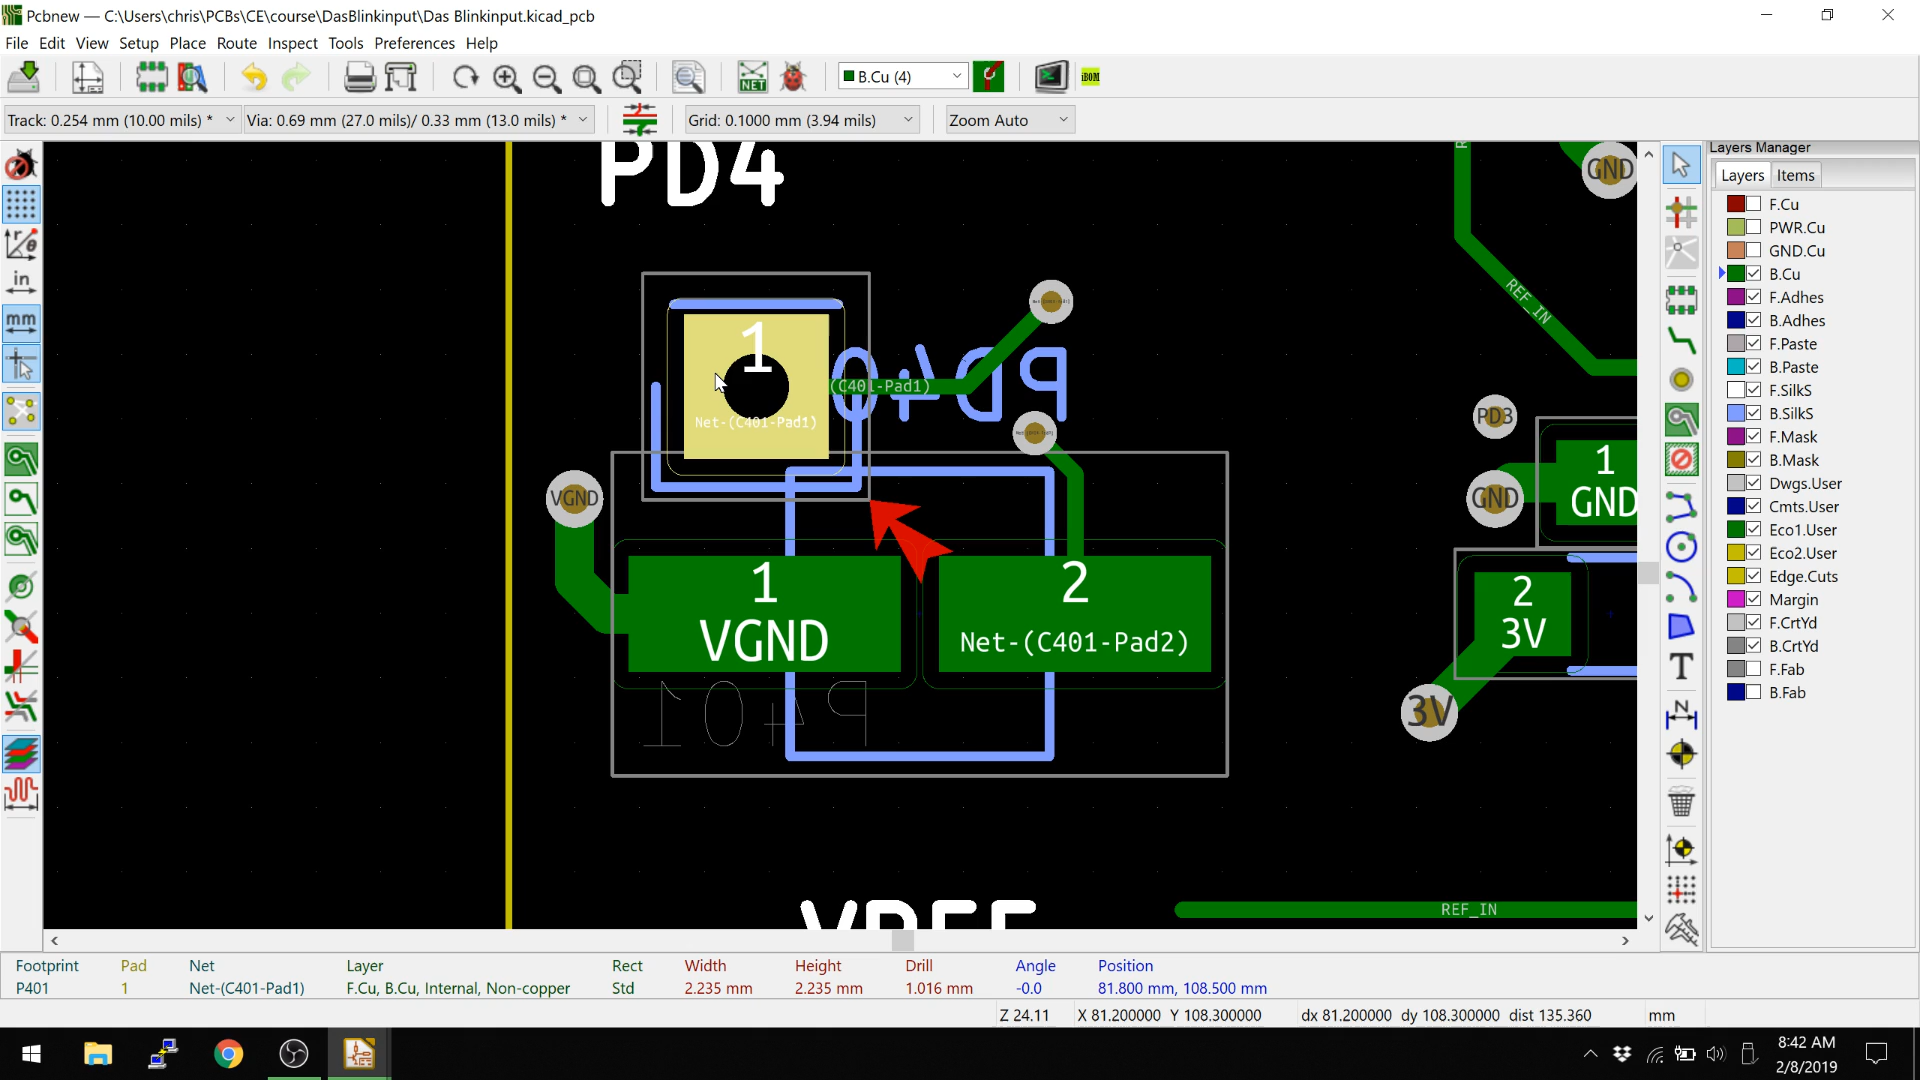 Pcbnew — C:\Users\chris\PCBs\CE\course\DasBlinkinput\Das Blinkinput.kicad_pcb
File Edit View Setup Place Route Inspect Tools Preferences Help
NET B.Cu (4) iBOM
Track: 0.254 mm (10.00 mils) * Via: 0.69 mm (27.0 mils)/ 0.33 mm (13.0 mils) * Grid: 0.1000 mm (3.94 mils) Zoom Auto
in
mm
PD4
GND
REF_IN
1
Net-(C401-Pad1)
(C401-Pad1)
PD40
VGND
PD3
GND
1
GND
1
VGND
2
Net-(C401-Pad2)
2
3V
3V
P401
VREF
REF_IN
Layers Manager
Layers Items
F.Cu
PWR.Cu
GND.Cu
B.Cu
F.Adhes
B.Adhes
F.Paste
B.Paste
F.SilkS
B.SilkS
F.Mask
B.Mask
Dwgs.User
Cmts.User
Eco1.User
Eco2.User
Edge.Cuts
Margin
F.CrtYd
B.CrtYd
F.Fab
B.Fab
T
N
Footprint Pad Net Layer Rect Width Height Drill Angle Position
P401 1 Net-(C401-Pad1) F.Cu, B.Cu, Internal, Non-copper Std 2.235 mm 2.235 mm 1.016 mm -0.0 81.800 mm, 108.500 mm
Z 24.11 X 81.200000 Y 108.300000 dx 81.200000 dy 108.300000 dist 135.360 mm
8:42 AM
2/8/2019